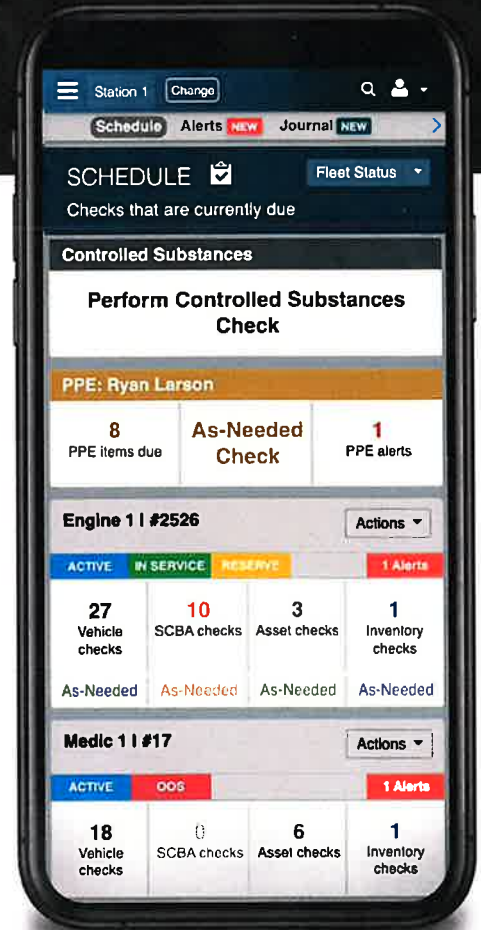 Station 1 Change
Schedule Alerts NEW Journal NEW
SCHEDULE Fleet Status
Checks that are currently due
Controlled Substances
Perform Controlled Substances
Check
PPE: Ryan Larson
8 As-Needed 1
PPE items due Check PPE alerts
Engine 1 | #2526 Actions
ACTIVE IN SERVICE RESERVE 1 Alerts
27 10 3 1
Vehicle SCBA checks Asset checks Inventory
checks checks
As-Needed As-Needed As-Needed As-Needed
Medic 1 | #17 Actions
ACTIVE OOS 1 Alerts
18 0 6 1
Vehicle SCBA checks Asset checks Inventory
checks checks